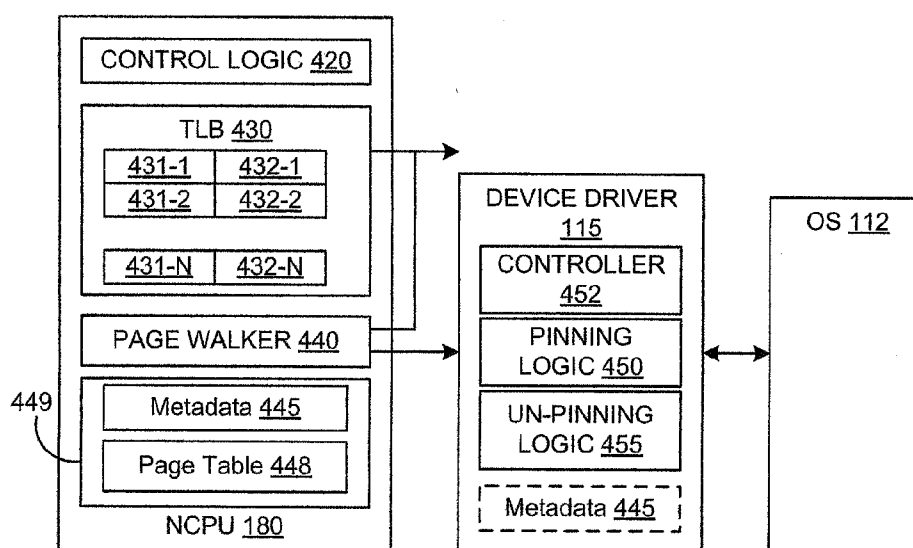 CONTROL LOGIC 420
TLB 430
431-1 432-1
431-2 432-2
431-N 432-N
PAGE WALKER 440
449
Metadata 445
Page Table 448
NCPU 180
DEVICE DRIVER
115
CONTROLLER
452
PINNING
LOGIC 450
UN-PINNING
LOGIC 455
Metadata 445
OS 112